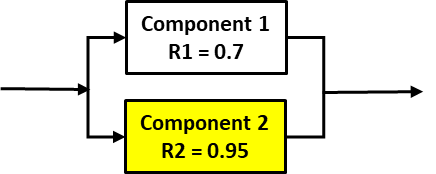 Component 1
R1 = 0.7
Component 2
R2 = 0.95